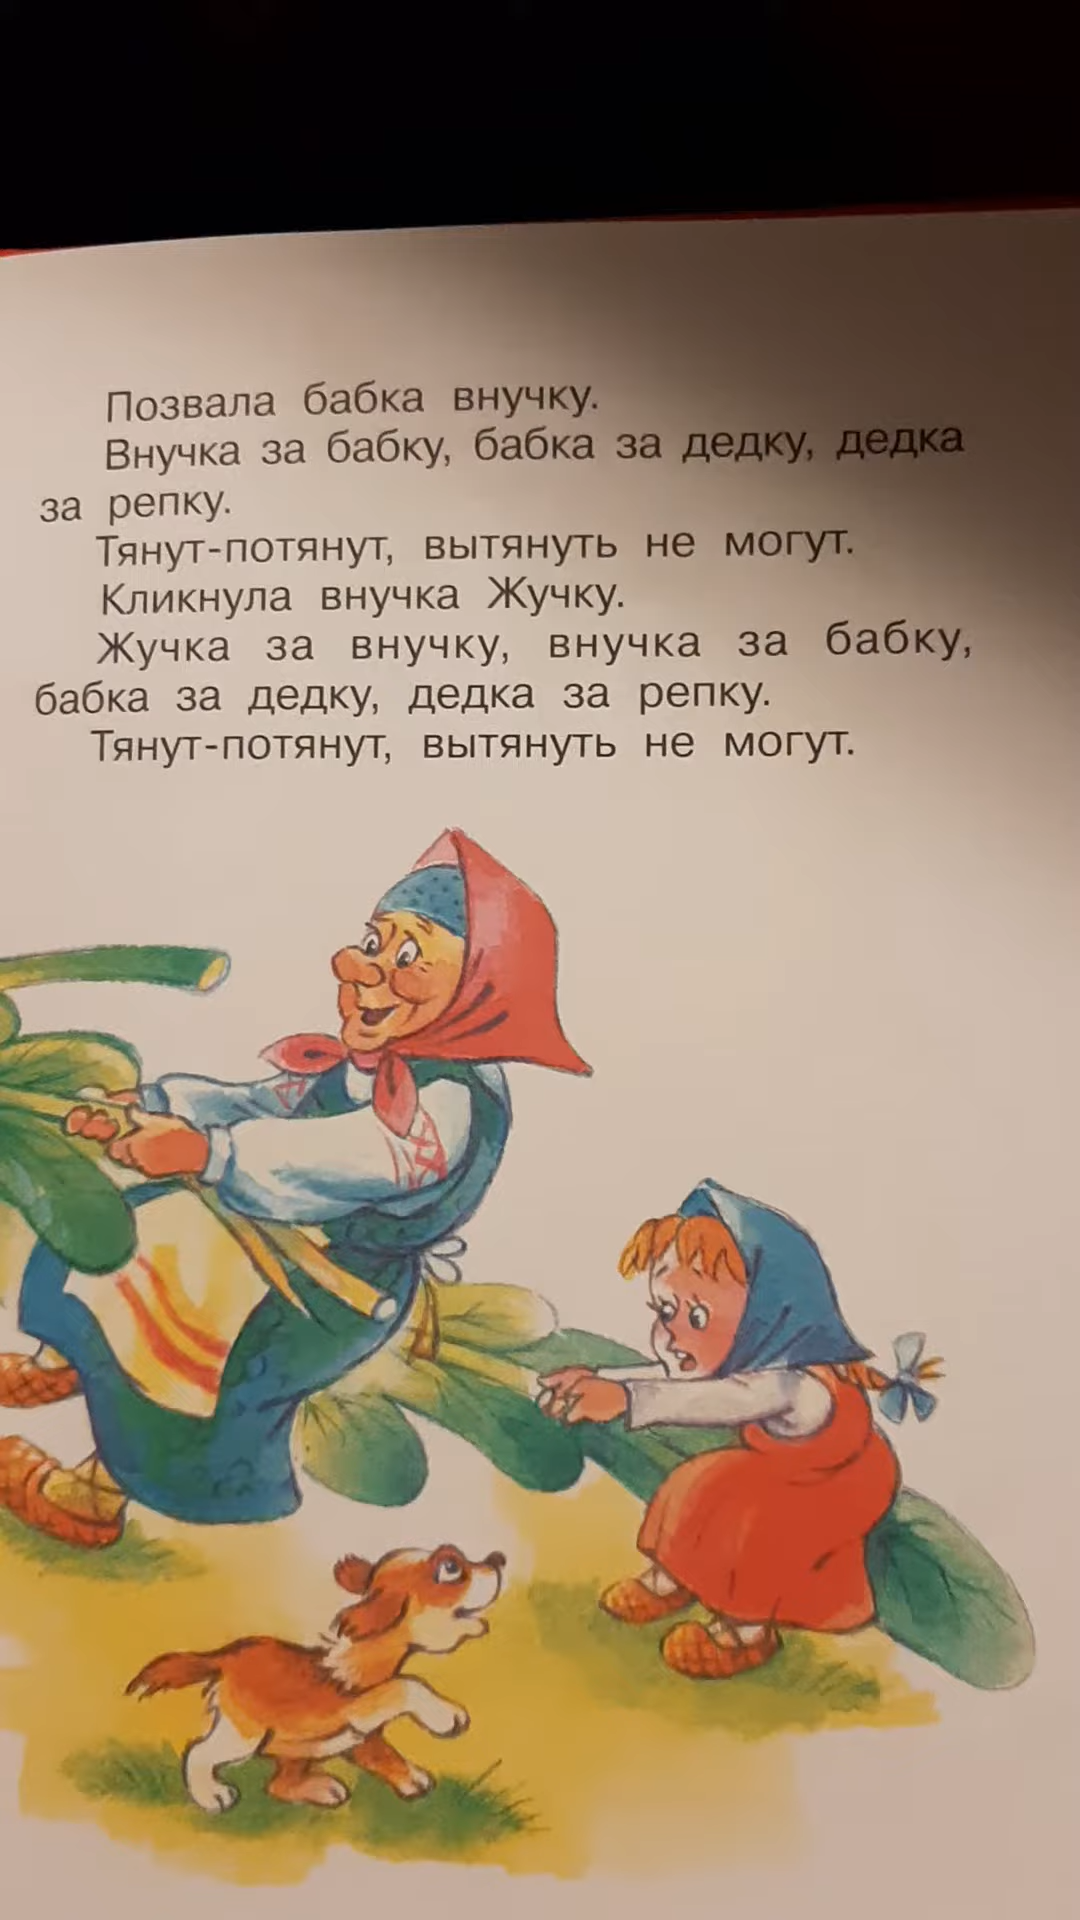 Позвала бабка внучку.
Внучка за бабку, бабка за дедку, дедка
за репку.
Тянут-потянут, вытянуть не могут.
Кликнула внучка Жучку.
Жучка за внучку, внучка за бабку,
бабка за дедку, дедка за репку.
Тянут-потянут, вытянуть не могут.